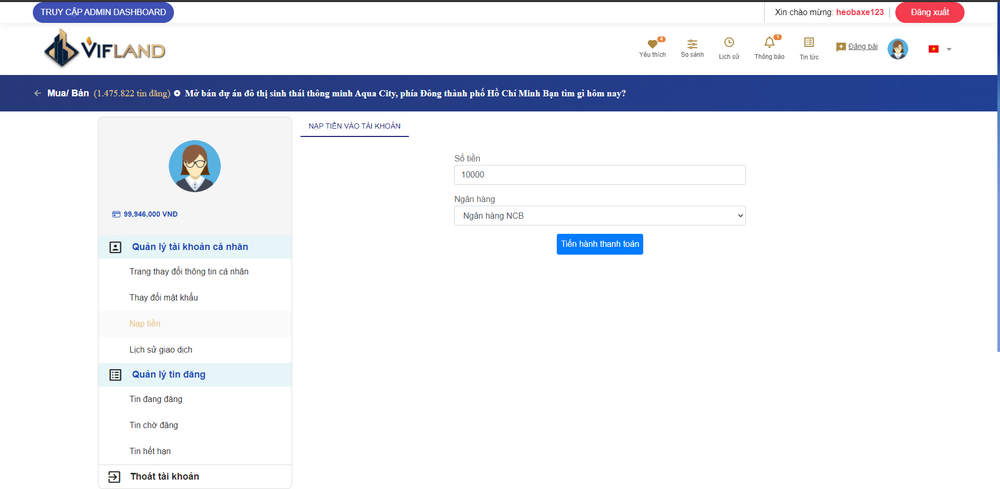 TRUY CẬP ADMIN DASHBOARD
Xin chào mừng: heobaxe123
Đăng xuất
VIFLAND
4
Yêu thích
So sánh
Lịch sử
1
Thông báo
Tin tức
Đăng bài
Mua/ Bán (1.475.822 tin đăng) Mở bán dự án đô thị sinh thái thông minh Aqua City, phía Đông thành phố Hồ Chí Minh Bạn tìm gì hôm nay?
99,946,000 VNĐ
Quản lý tài khoản cá nhân
Trang thay đổi thông tin cá nhân
Thay đổi mật khẩu
Nạp tiền
Lịch sử giao dịch
Quản lý tin đăng
Tin đang đăng
Tin chờ đăng
Tin hết hạn
Thoát tài khoản
NẠP TIỀN VÀO TÀI KHOẢN
Số tiền
10000
Ngân hàng
Ngân hàng NCB
Tiến hành thanh toán